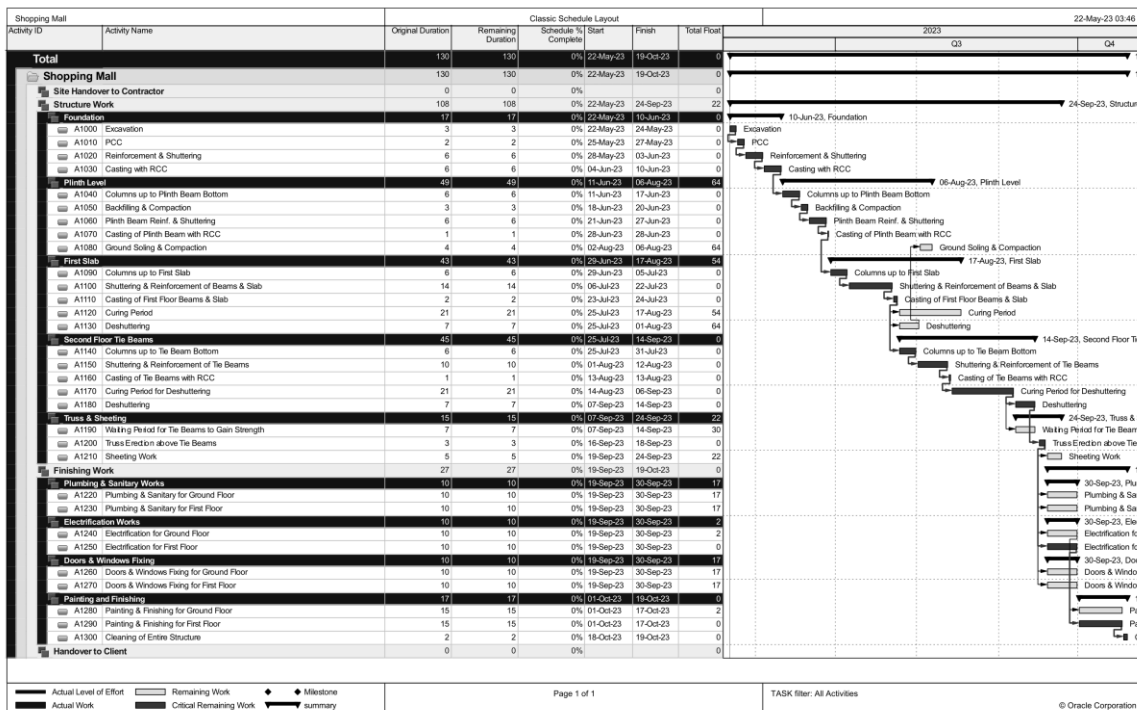 Shopping Mall Classic Schedule Layout 22-May-23 03:46
Activity ID Activity Name Original Duration Remaining Duration Schedule % Complete Start Finish Total Float 2023
Q3 Q4
Total 130 130 0% 22-May-23 19-Oct-23 0
Shopping Mall 130 130 0% 22-May-23 19-Oct-23 0
Site Handover to Contractor 0 0 0% 0
Structure Work 108 108 0% 22-May-23 24-Sep-23 22 24-Sep-23, Structure
Foundation 17 17 0% 22-May-23 10-Jun-23 0 10-Jun-23, Foundation
A1000 Excavation 3 3 0% 22-May-23 24-May-23 0 Excavation
A1010 PCC 2 2 0% 25-May-23 27-May-23 0 PCC
A1020 Reinforcement & Shuttering 6 6 0% 28-May-23 03-Jun-23 0 Reinforcement & Shuttering
A1030 Casting with RCC 6 6 0% 04-Jun-23 10-Jun-23 0 Casting with RCC
Plinth Level 49 49 0% 11-Jun-23 06-Aug-23 64 06-Aug-23, Plinth Level
A1040 Columns up to Plinth Beam Bottom 6 6 0% 11-Jun-23 17-Jun-23 0 Columns up to Plinth Beam Bottom
A1050 Backfilling & Compaction 3 3 0% 18-Jun-23 20-Jun-23 0 Backfilling & Compaction
A1060 Plinth Beam Reinf. & Shuttering 6 6 0% 21-Jun-23 27-Jun-23 0 Plinth Beam Reinf. & Shuttering
A1070 Casting of Plinth Beam with RCC 1 1 0% 28-Jun-23 28-Jun-23 0 Casting of Plinth Beam with RCC
A1080 Ground Soling & Compaction 4 4 0% 02-Aug-23 06-Aug-23 64 Ground Soling & Compaction
First Slab 43 43 0% 29-Jun-23 17-Aug-23 54 17-Aug-23, First Slab
A1090 Columns up to First Slab 6 6 0% 29-Jun-23 05-Jul-23 0 Columns up to First Slab
A1100 Shuttering & Reinforcement of Beams & Slab 14 14 0% 06-Jul-23 22-Jul-23 0 Shuttering & Reinforcement of Beams & Slab
A1110 Casting of First Floor Beams & Slab 2 2 0% 23-Jul-23 24-Jul-23 0 Casting of First Floor Beams & Slab
A1120 Curing Period 21 21 0% 25-Jul-23 17-Aug-23 54 Curing Period
A1130 Deshuttering 7 7 0% 25-Jul-23 01-Aug-23 64 Deshuttering
Second Floor Tie Beams 45 45 0% 25-Jul-23 14-Sep-23 0 14-Sep-23, Second Floor Tie
A1140 Columns up to Tie Beam Bottom 6 6 0% 25-Jul-23 31-Jul-23 0 Columns up to Tie Beam Bottom
A1150 Shuttering & Reinforcement of Tie Beams 10 10 0% 01-Aug-23 12-Aug-23 0 Shuttering & Reinforcement of Tie Beams
A1160 Casting of Tie Beams with RCC 1 1 0% 13-Aug-23 13-Aug-23 0 Casting of Tie Beams with RCC
A1170 Curing Period for Deshuttering 21 21 0% 14-Aug-23 06-Sep-23 0 Curing Period for Deshuttering
A1180 Deshuttering 7 7 0% 07-Sep-23 14-Sep-23 0 Deshuttering
Truss & Sheeting 15 15 0% 07-Sep-23 24-Sep-23 22 24-Sep-23, Truss &
A1190 Waiting Period for Tie Beams to Gain Strength 7 7 0% 07-Sep-23 14-Sep-23 30 Waiting Period for Tie Beam
A1200 Truss Erection above Tie Beams 3 3 0% 16-Sep-23 18-Sep-23 0 Truss Erection above Tie
A1210 Sheeting Work 5 5 0% 19-Sep-23 24-Sep-23 22 Sheeting Work
Finishing Work 27 27 0% 19-Sep-23 19-Oct-23 0
Plumbing & Sanitary Works 10 10 0% 19-Sep-23 30-Sep-23 17 30-Sep-23, Plu
A1220 Plumbing & Sanitary for Ground Floor 10 10 0% 19-Sep-23 30-Sep-23 17 Plumbing & Sa
A1230 Plumbing & Sanitary for First Floor 10 10 0% 19-Sep-23 30-Sep-23 17 Plumbing & Sa
Electrification Works 10 10 0% 19-Sep-23 30-Sep-23 2 30-Sep-23, Ele
A1240 Electrification for Ground Floor 10 10 0% 19-Sep-23 30-Sep-23 2 Electrification for
A1250 Electrification for First Floor 10 10 0% 19-Sep-23 30-Sep-23 0 Electrification fo
Doors & Windows Fixing 10 10 0% 19-Sep-23 30-Sep-23 17 30-Sep-23, Doo
A1260 Doors & Windows Fixing for Ground Floor 10 10 0% 19-Sep-23 30-Sep-23 17 Doors & Windo
A1270 Doors & Windows Fixing for First Floor 10 10 0% 19-Sep-23 30-Sep-23 17 Doors & Windo
Painting and Finishing 17 17 0% 01-Oct-23 19-Oct-23 0
A1280 Painting & Finishing for Ground Floor 15 15 0% 01-Oct-23 17-Oct-23 2 Pa
A1290 Painting & Finishing for First Floor 15 15 0% 01-Oct-23 17-Oct-23 0 Pa
A1300 Cleaning of Entire Structure 2 2 0% 18-Oct-23 19-Oct-23 0
Handover to Client 0 0 0% 0
Actual Level of Effort Remaining Work Milestone Page 1 of 1 TASK filter: All Activities
Actual Work Critical Remaining Work summary
© Oracle Corporation